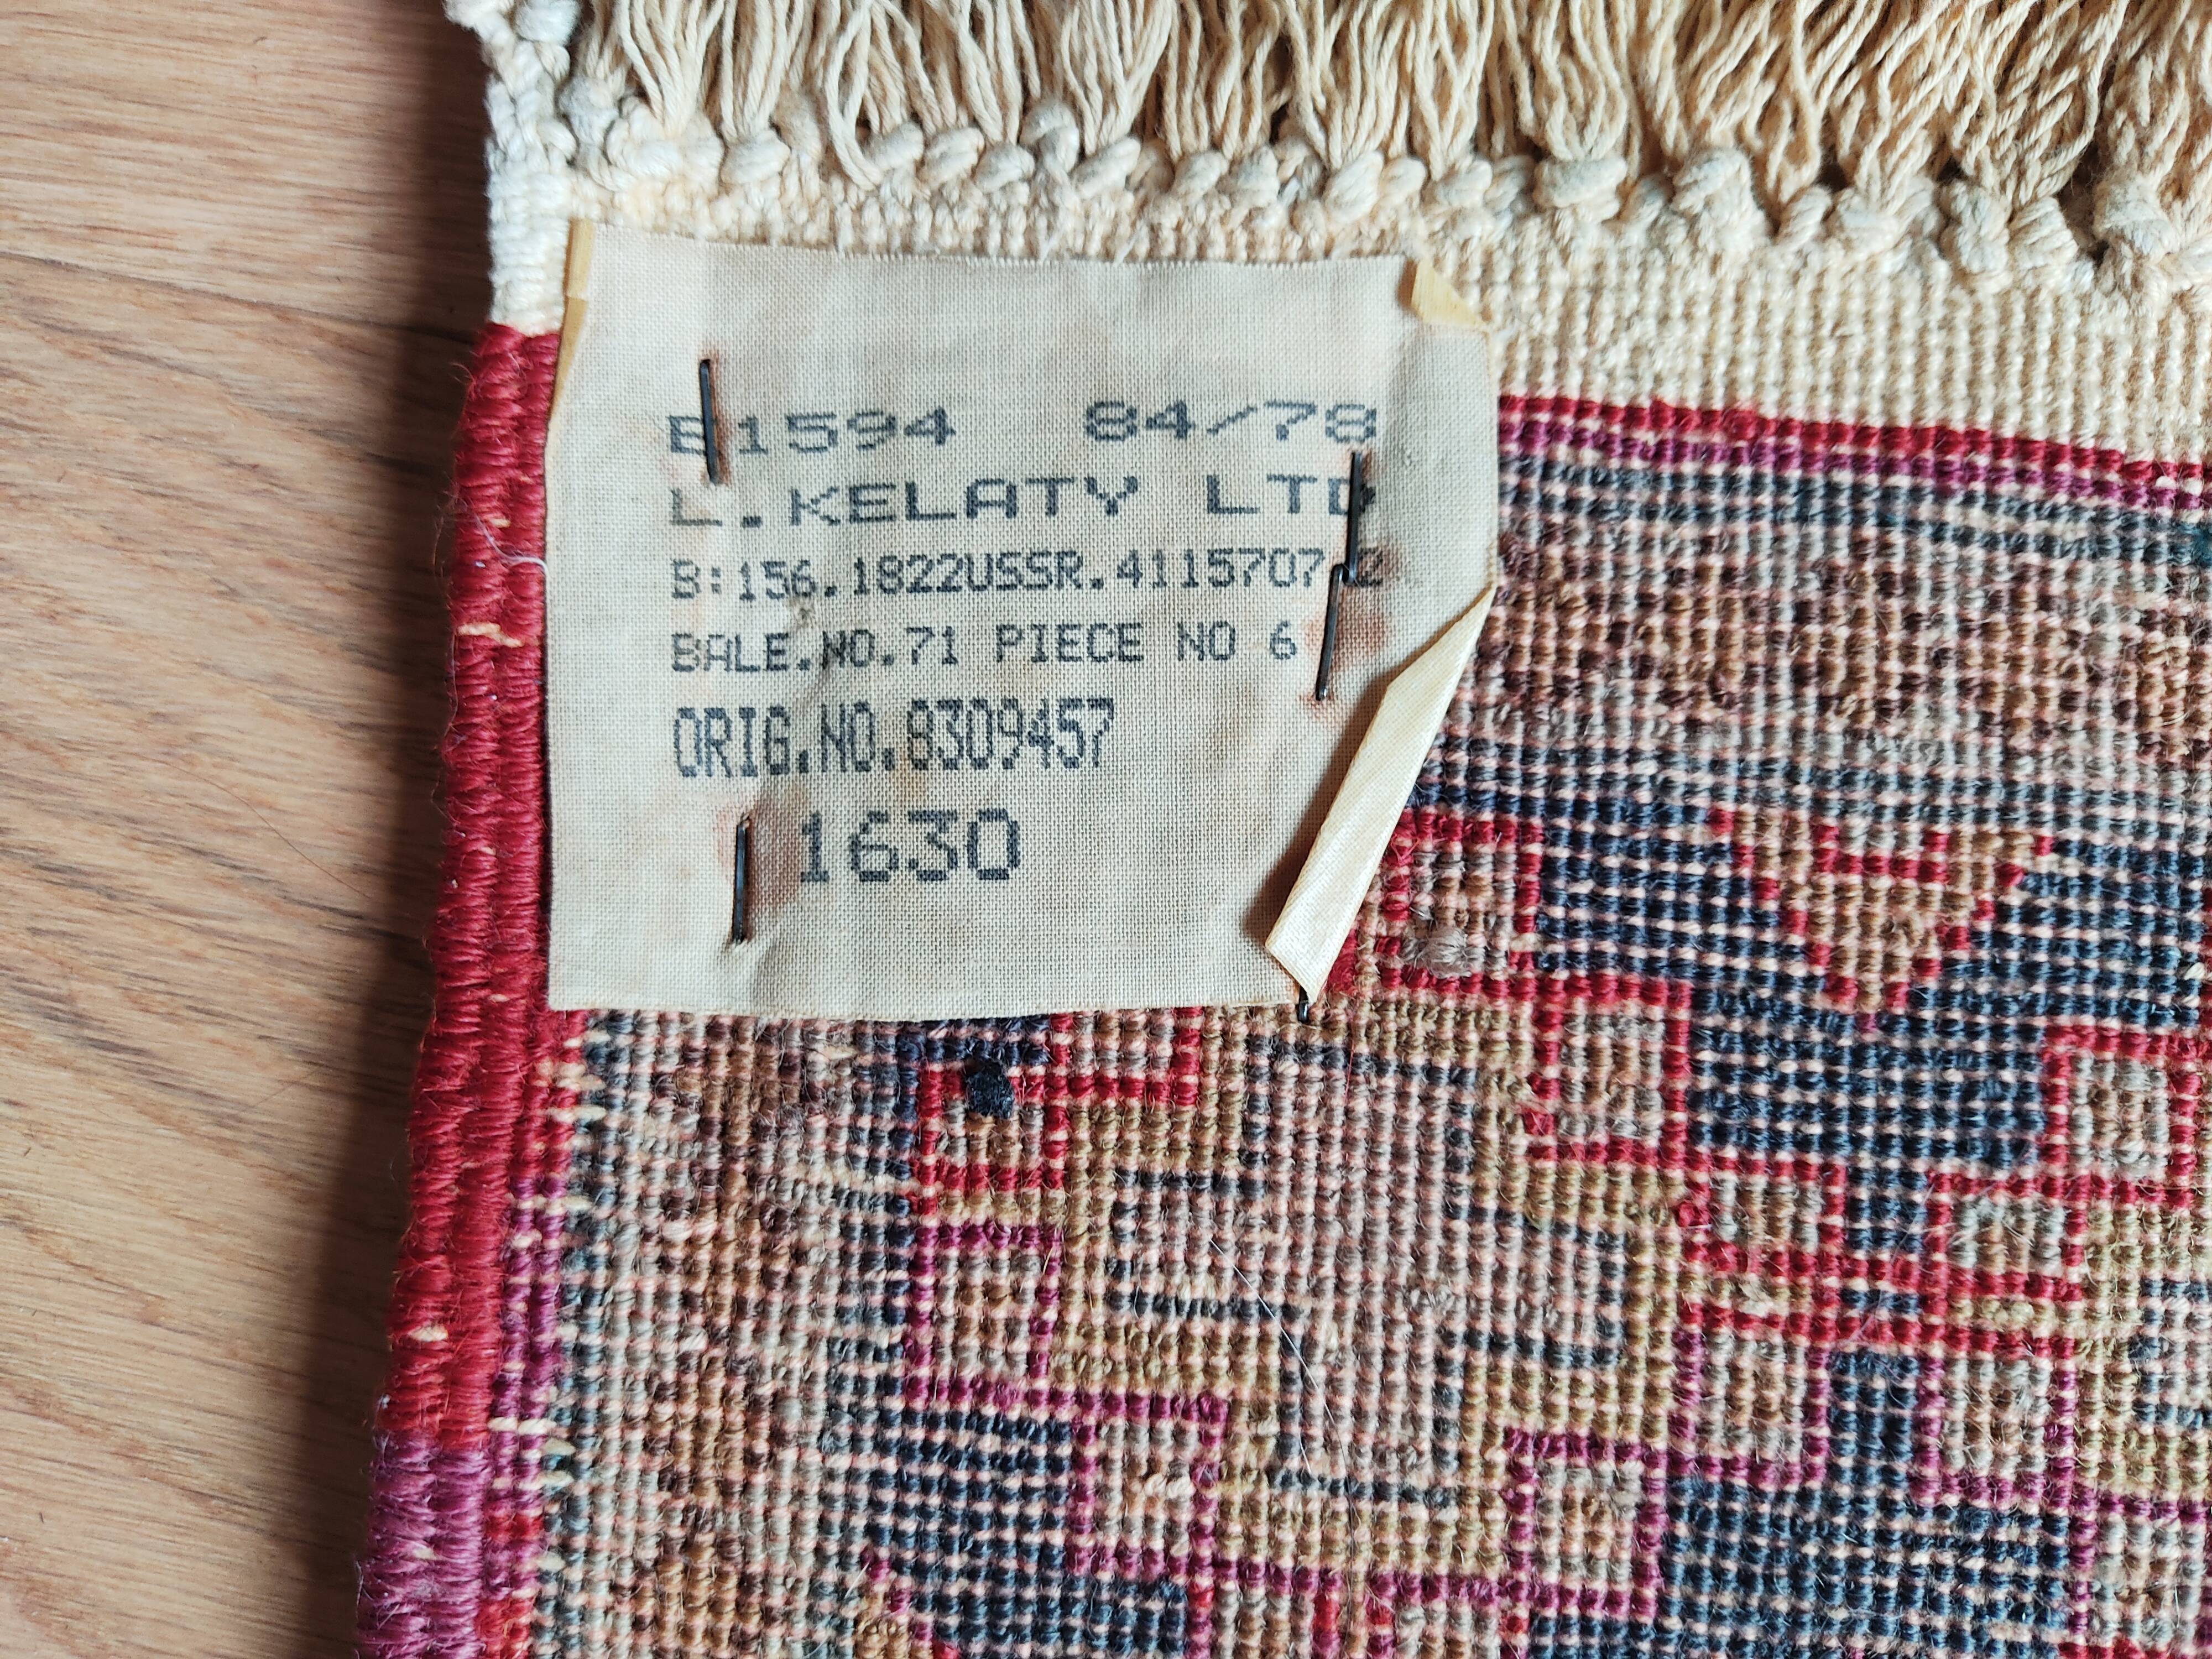 B1594 84/78
L.KELATY LTD
B:156.1822USSR.4115707
BALE.NO.71 PIECE NO 6
ORIG.NO.8309457
1630